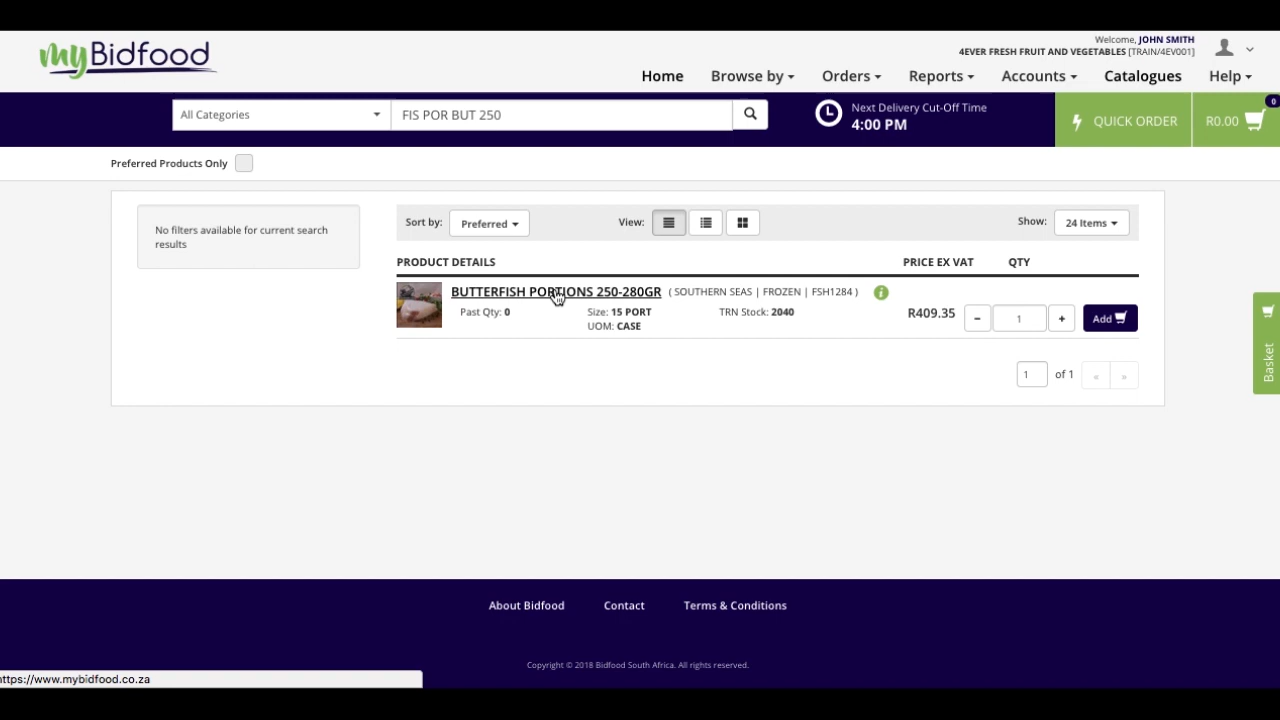 myBidfood
Welcome, JOHN SMITH
4EVER FRESH FRUIT AND VEGETABLES [TRAIN/4EV001]
Home Browse by Orders Reports Accounts Catalogues Help
All Categories FIS POR BUT 250
Next Delivery Cut-Off Time
4:00 PM
QUICK ORDER
R0.00
0
Preferred Products Only
No filters available for current search
results
Sort by: Preferred View: Show: 24 Items
PRODUCT DETAILS PRICE EX VAT QTY
BUTTERFISH PORTIONS 250-280GR ( SOUTHERN SEAS | FROZEN | FSH1284 )
Past Qty: 0 Size: 15 PORT TRN Stock: 2040
UOM: CASE
R409.35 - 1 + Add
1 of 1 « »
Basket
About Bidfood Contact Terms & Conditions
Copyright © 2018 Bidfood South Africa. All rights reserved.
https://www.mybidfood.co.za